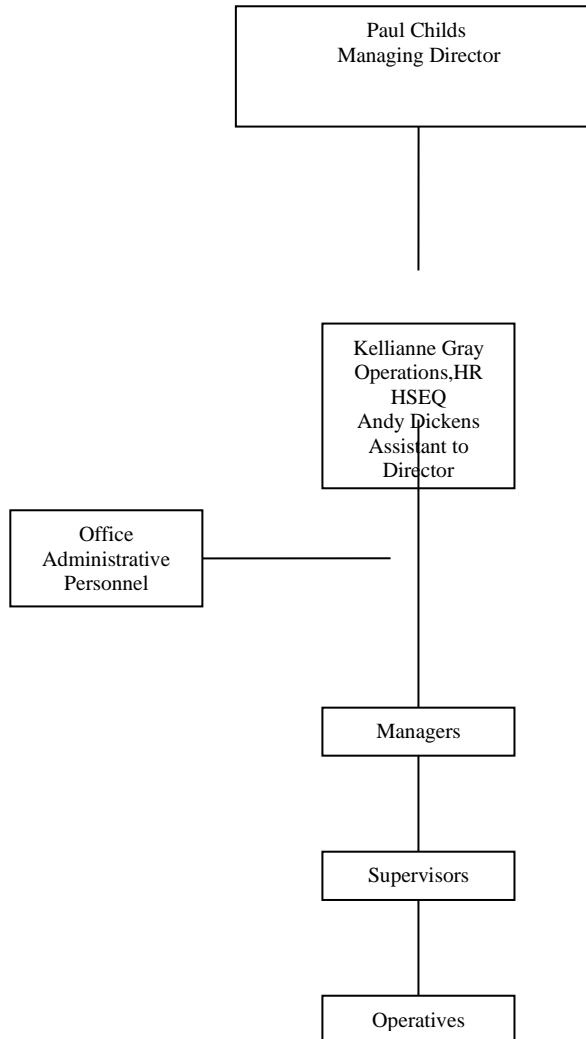 Paul Childs
Managing Director
Kellianne Gray
Operations,HR
HSEQ
Andy Dickens
Assistant to
Director
Office
Administrative
Personnel
Managers
Supervisors
Operatives